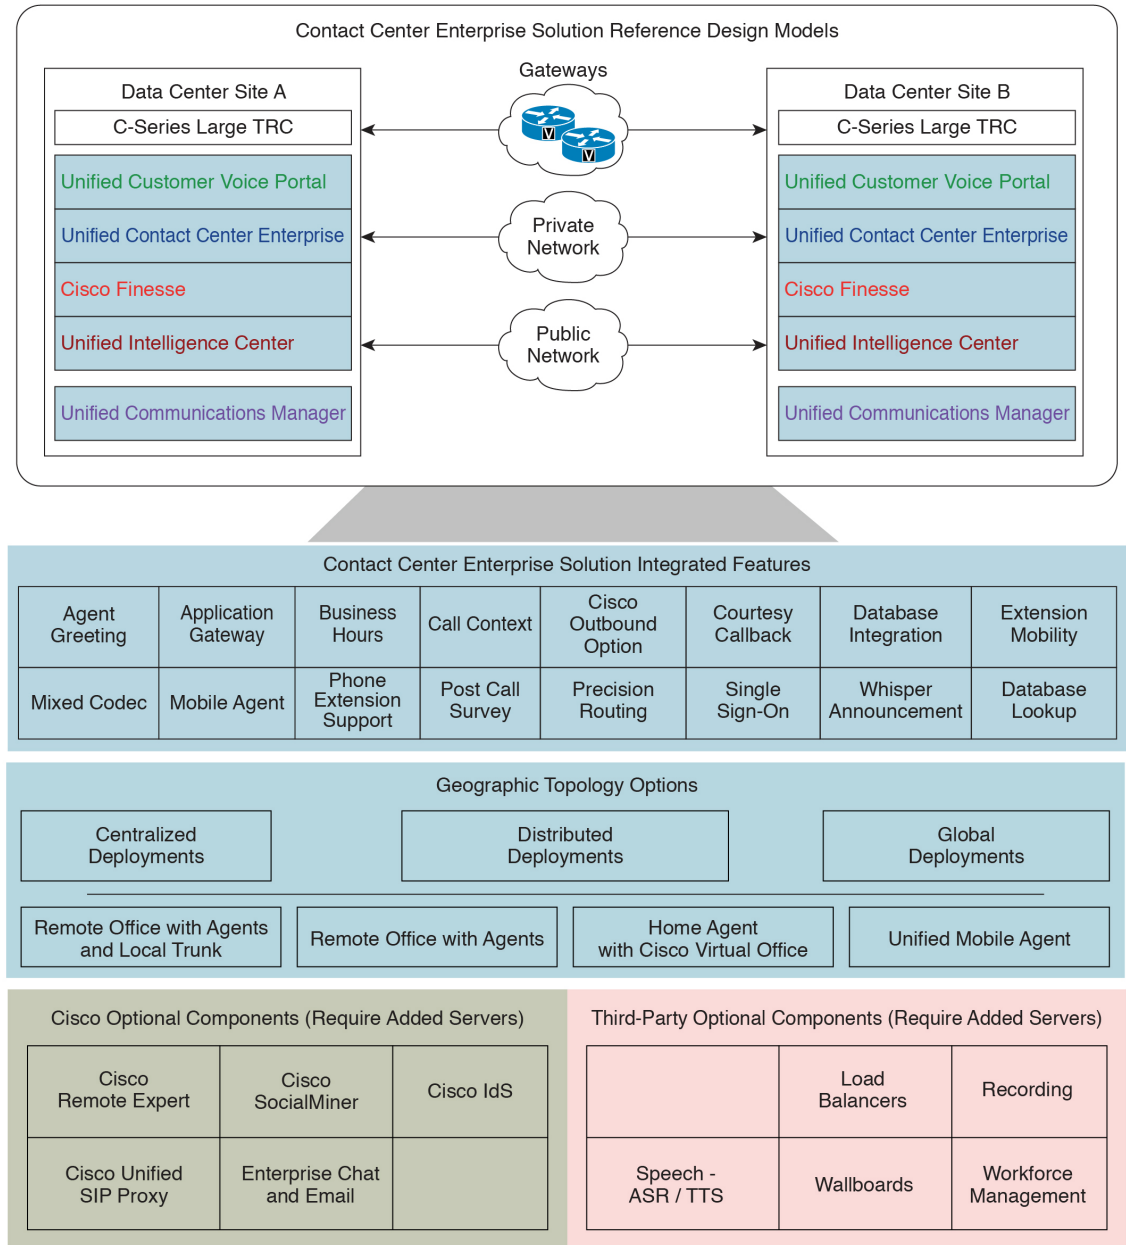 Contact Center Enterprise Solution Reference Design Models
Gateways
Data Center Site A
C-Series Large TRC
Unified Customer Voice Portal
Unified Contact Center Enterprise
Cisco Finesse
Unified Intelligence Center
Unified Communications Manager
V
V
Private
Network
Public
Network
Data Center Site B
C-Series Large TRC
Unified Customer Voice Portal
Unified Contact Center Enterprise
Cisco Finesse
Unified Intelligence Center
Unified Communications Manager
Contact Center Enterprise Solution Integrated Features
Agent
Greeting
Application
Gateway
Business
Hours
Call Context
Cisco
Outbound
Option
Courtesy
Callback
Database
Integration
Extension
Mobility
Mixed Codec
Mobile Agent
Phone
Extension
Support
Post Call
Survey
Precision
Routing
Single
Sign-On
Whisper
Announcement
Database
Lookup
Geographic Topology Options
Centralized
Deployments
Distributed
Deployments
Global
Deployments
Remote Office with Agents
and Local Trunk
Remote Office with Agents
Home Agent
with Cisco Virtual Office
Unified Mobile Agent
Cisco Optional Components (Require Added Servers)
Cisco
Remote Expert
Cisco
SocialMiner
Cisco IdS
Cisco Unified
SIP Proxy
Enterprise Chat
and Email
Third-Party Optional Components (Require Added Servers)
Load
Balancers
Recording
Speech -
ASR / TTS
Wallboards
Workforce
Management